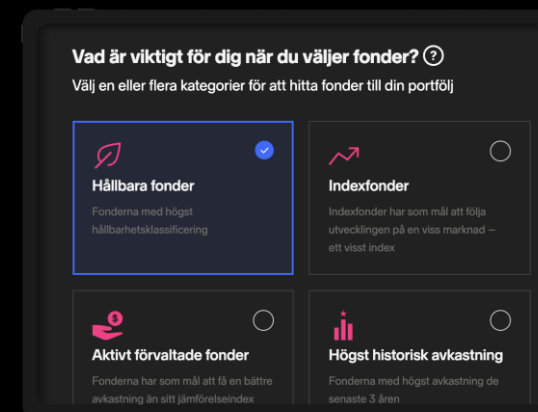 Vad är viktigt för dig när du väljer fonder? ?
Välj en eller flera kategorier för att hitta fonder till din portfölj
Hållbara fonder
Fonderna med högst
hållbarhetsklassificering
Indexfonder
Indexfonder har som mål att följa
utvecklingen på en viss marknad –
ett visst index
$
Aktivt förvaltade fonder
Fonderna har som mål att få en bättre
avkastning än sitt jämförelseindex
Högst historisk avkastning
Fonderna med högst avkastning de
senaste 3 åren